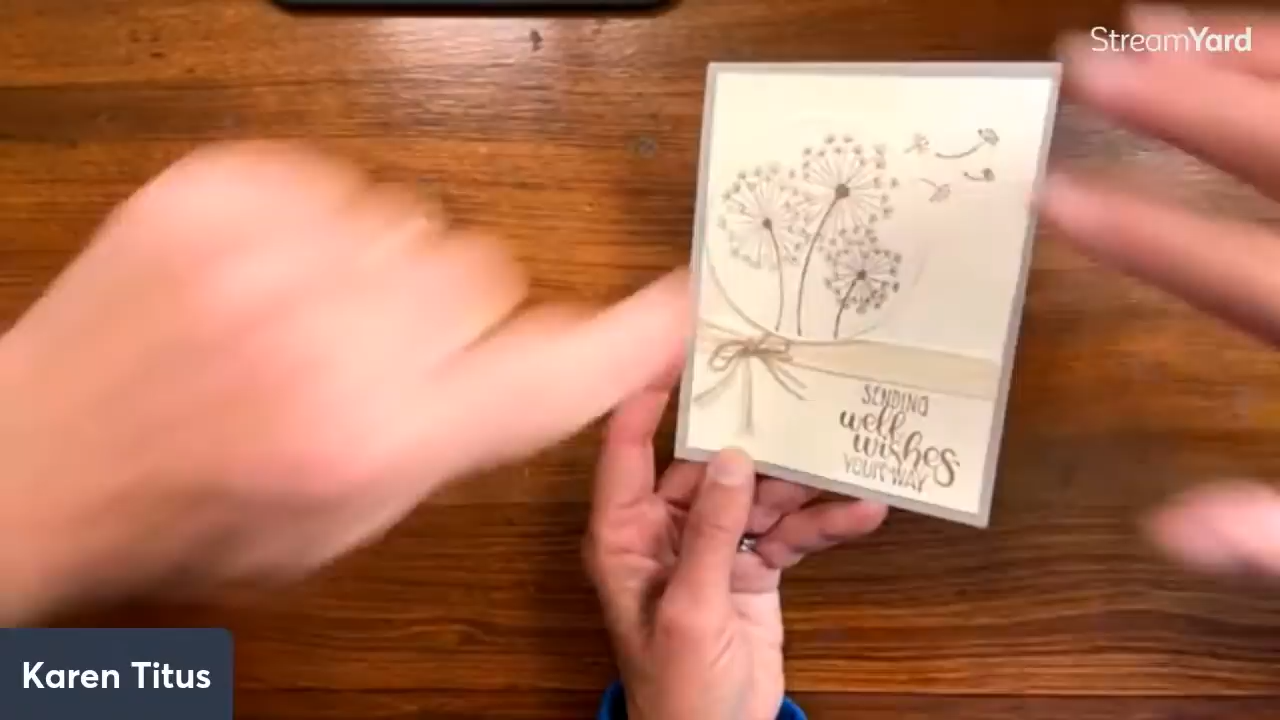 StreamYard
SENDING
well
wishes
YOUR WAY
Karen Titus